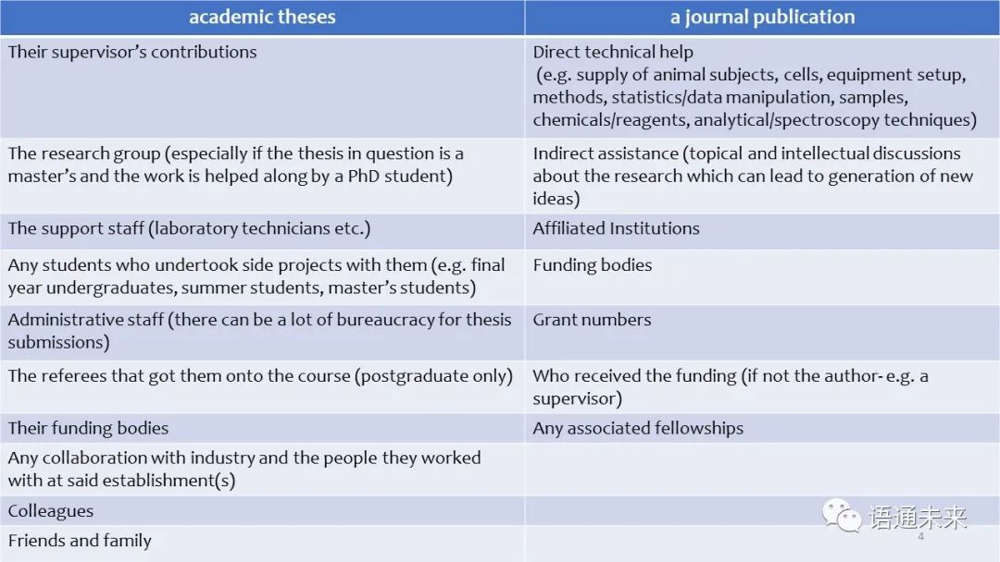 academic theses
a journal publication
Their supervisor's contributions
Direct technical help
(e.g. supply of animal subjects, cells, equipment setup,
methods, statistics/data manipulation, samples,
chemicals/reagents, analytical/spectroscopy techniques)
The research group (especially if the thesis in question is a
master's and the work is helped along by a PhD student)
Indirect assistance (topical and intellectual discussions
about the research which can lead to generation of new
ideas)
The support staff (laboratory technicians etc.)
Affiliated Institutions
Any students who undertook side projects with them (e.g. final
year undergraduates, summer students, master's students)
Funding bodies
Administrative staff (there can be a lot of bureaucracy for thesis
submissions)
Grant numbers
The referees that got them onto the course (postgraduate only)
Who received the funding (if not the author- e.g. a
supervisor)
Their funding bodies
Any associated fellowships
Any collaboration with industry and the people they worked
with at said establishment(s)
Colleagues
Friends and family
语通未来
4